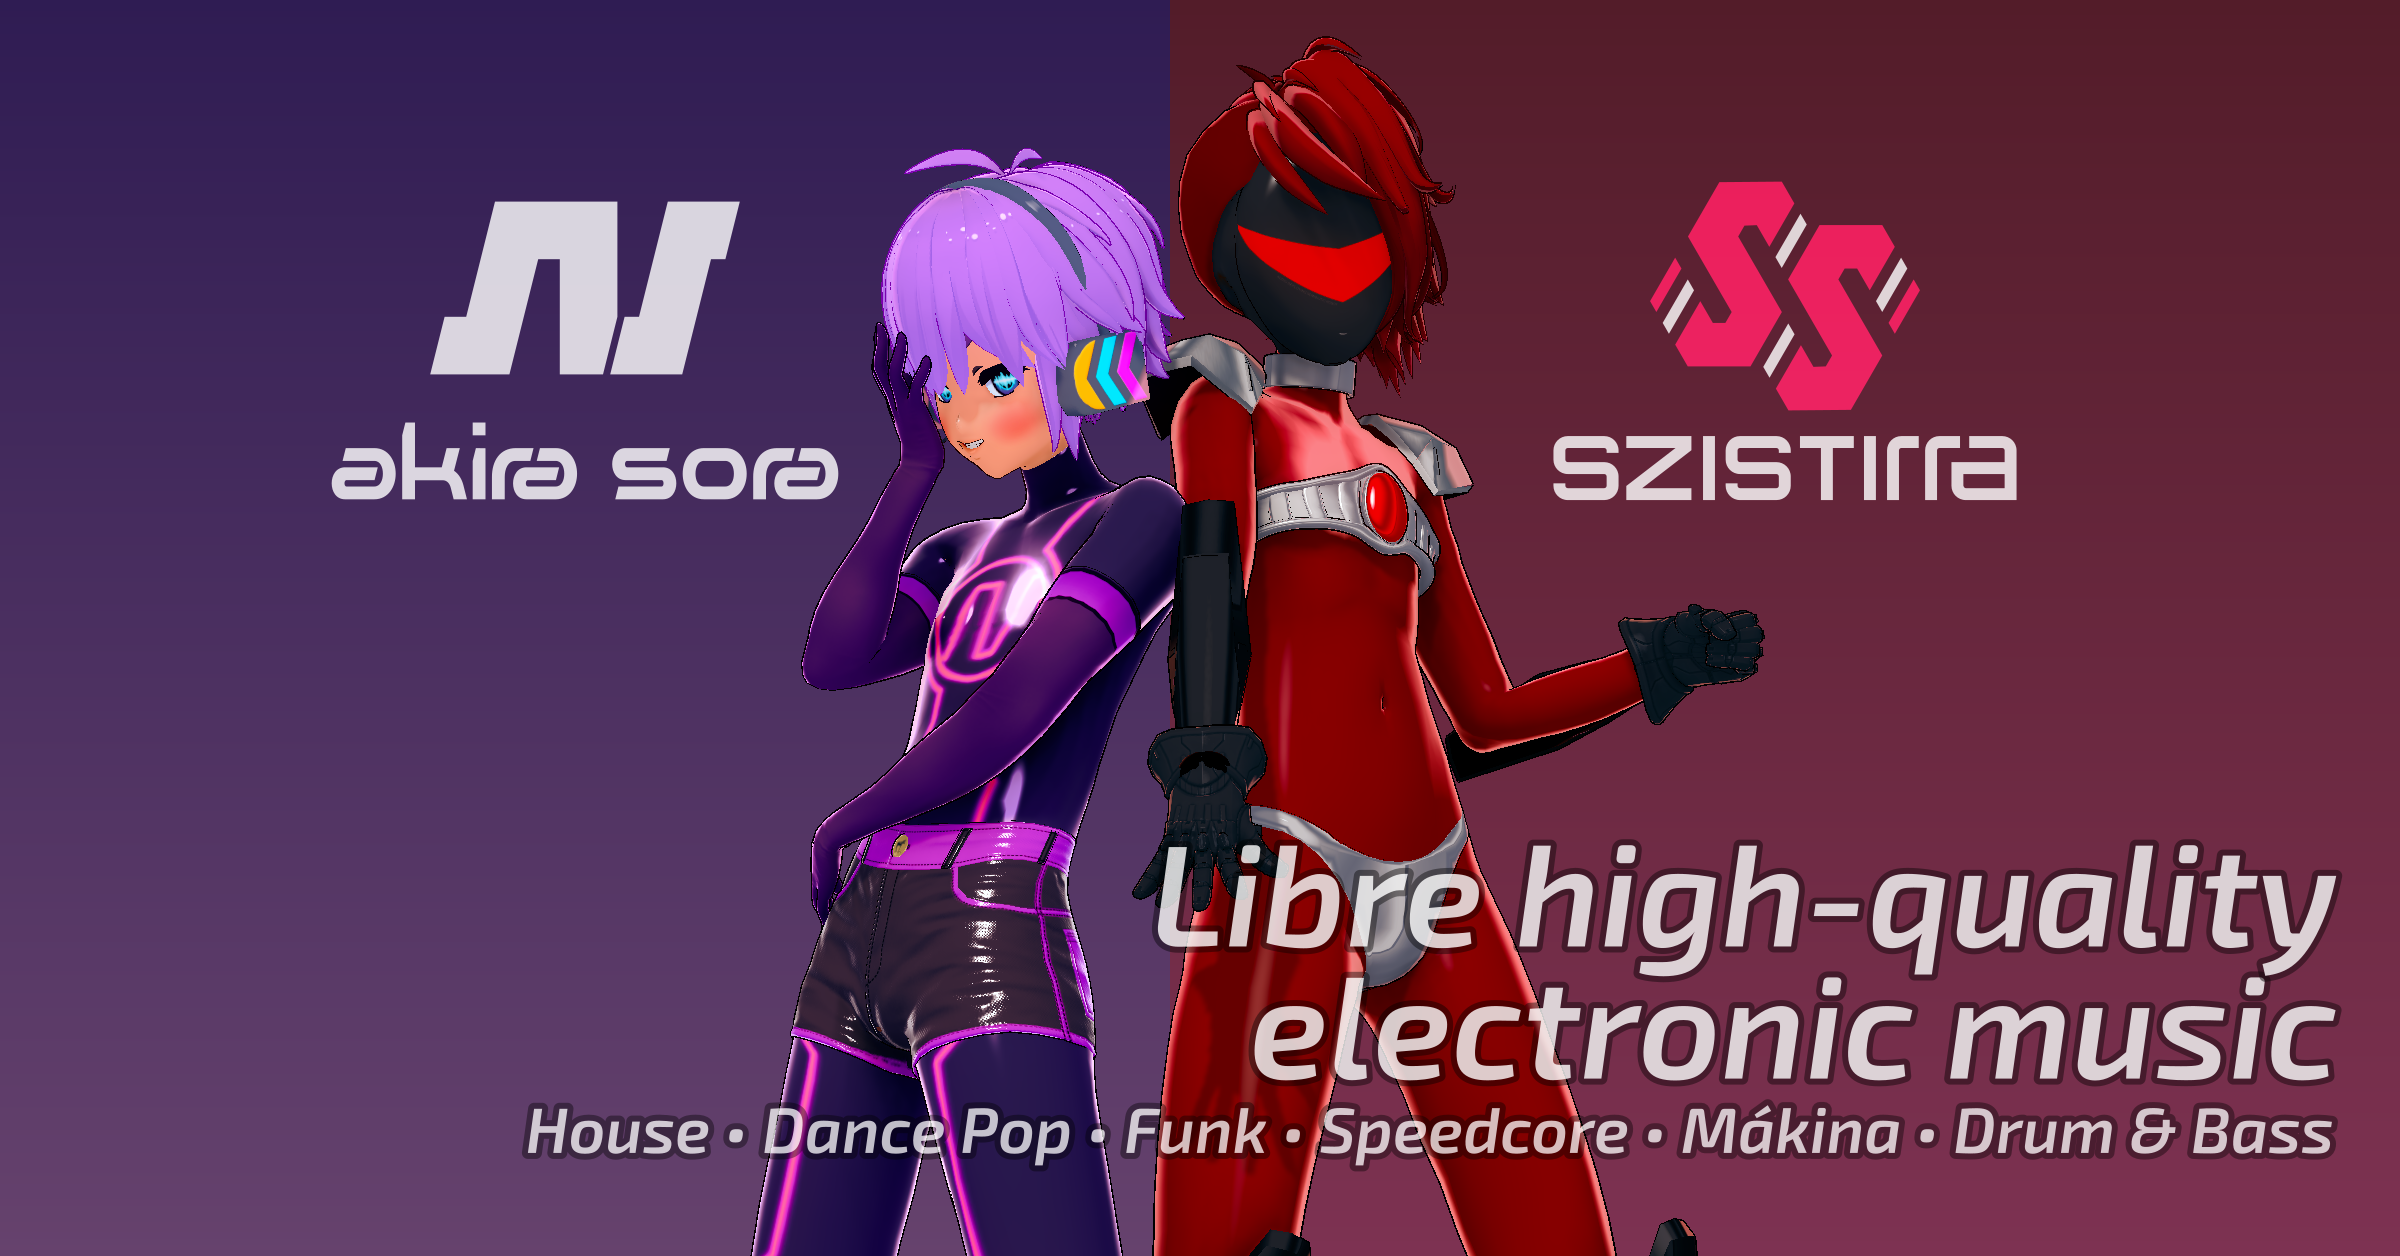 akira sora
SZISTIRRA
Libre high-quality
electronic music
House • Dance Pop • Funk • Speedcore • Mákina • Drum & Bass